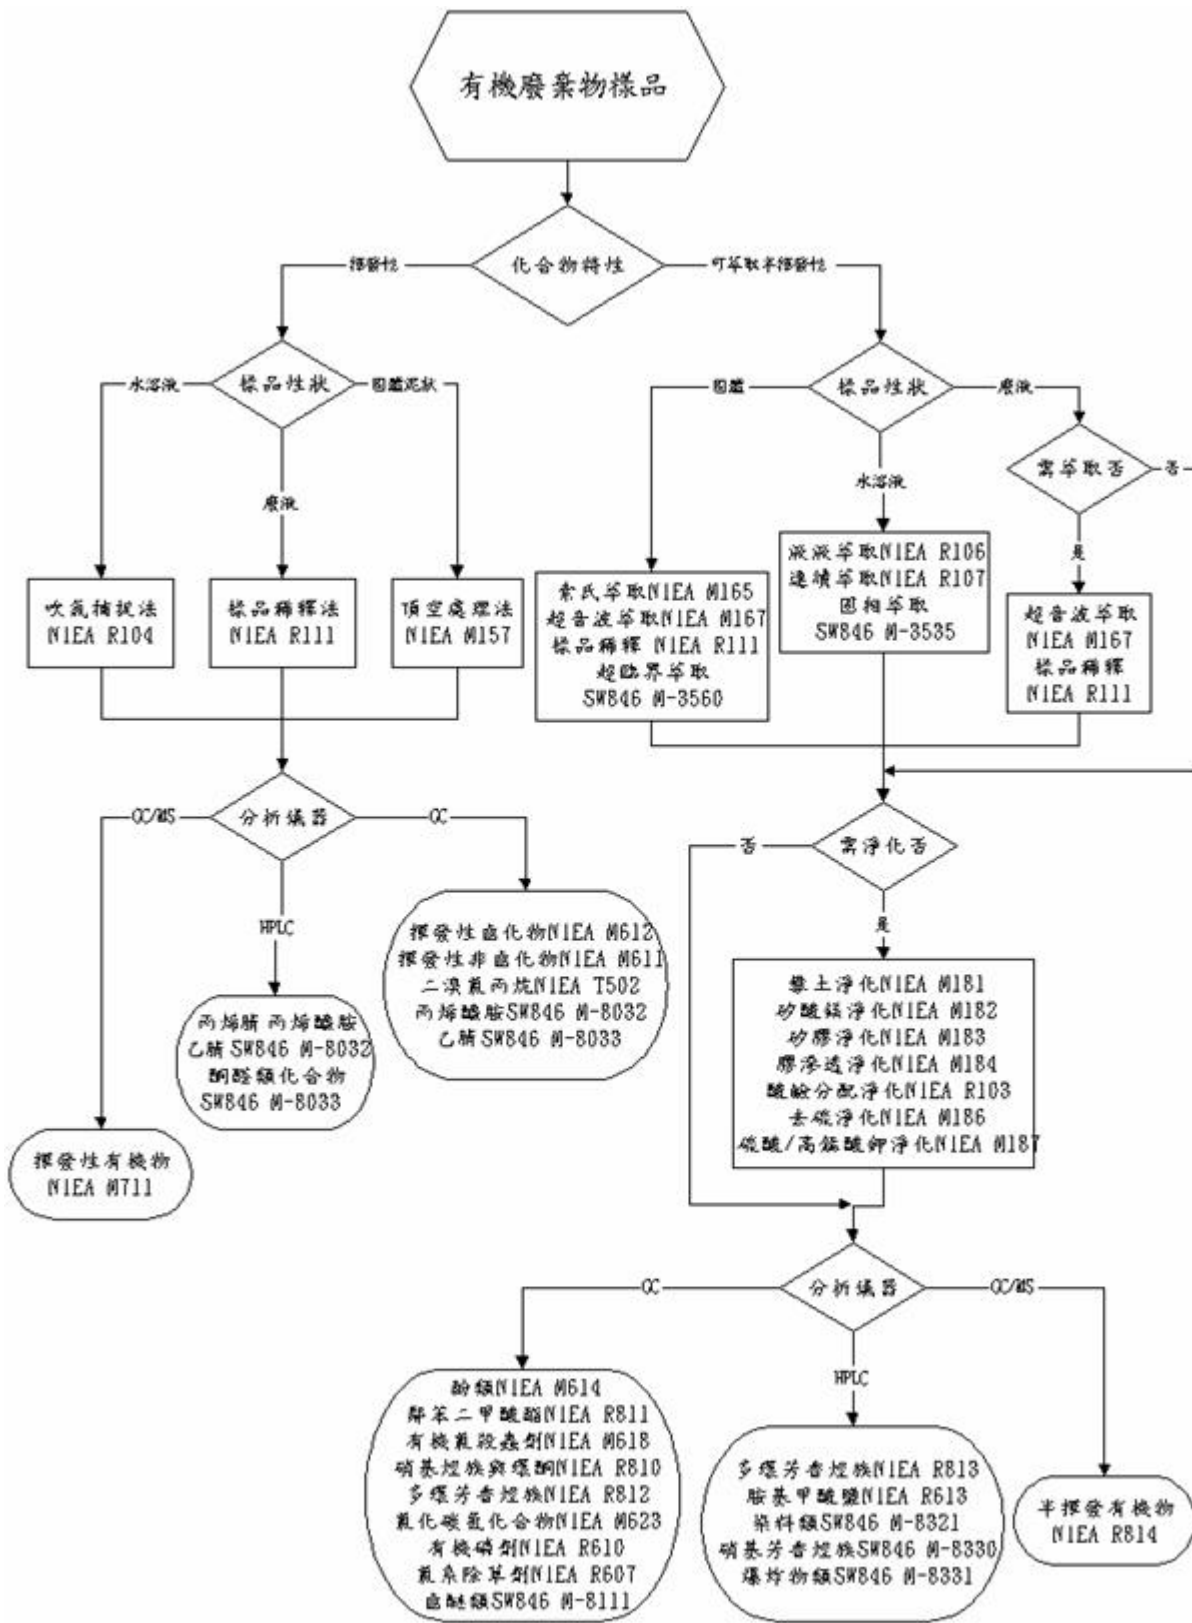 有機廢棄物樣品
化合物特性
揮發性
可萃取半揮發性
樣品性狀
水溶液
固體泥狀
廢液
樣品性狀
固體
廢液
水溶液
需萃取否
否
是
吹氣捕捉法
NIEA R104
樣品稀釋法
NIEA R111
頂空處理法
NIEA M157
索氏萃取NIEA M165
超音波萃取NIEA M167
樣品稀釋 NIEA R111
超臨界萃取
SW846 M-3560
液液萃取NIEA R106
連續萃取NIEA R107
固相萃取
SW846 M-3535
超音波萃取
NIEA M167
樣品稀釋
NIEA R111
分析儀器
GC/MS
GC
HPLC
需淨化否
否
是
揮發性鹵化物NIEA M612
揮發性非鹵化物NIEA M611
二溴氯丙烷NIEA T502
丙烯醯胺SW846 M-8032
乙腈SW846 M-8033
丙烯腈 丙烯醯胺
乙腈SW846 M-8032
酮醛類化合物
SW846 M-8033
揮發性有機物
NIEA M711
礬土淨化NIEA M181
矽酸鎂淨化NIEA M182
矽膠淨化NIEA M183
膠滲透淨化NIEA M184
酸鹼分配淨化NIEA R103
去硫淨化NIEA M186
硫酸/高錳酸鉀淨化NIEA M187
分析儀器
GC
GC/MS
HPLC
酚類NIEA M614
鄰苯二甲酸酯NIEA R811
有機氯殺蟲劑NIEA M618
硝基烴族與環酮NIEA R810
多環芳香烴族NIEA R812
氯化碳氫化合物NIEA M623
有機磷劑NIEA R610
氯系除草劑NIEA R607
鹵醚類SW846 M-8111
多環芳香烴族NIEA R813
胺基甲酸鹽NIEA R613
染料類SW846 M-8321
硝基芳香烴族SW846 M-8330
爆炸物類SW846 M-8331
半揮發有機物
NIEA R814